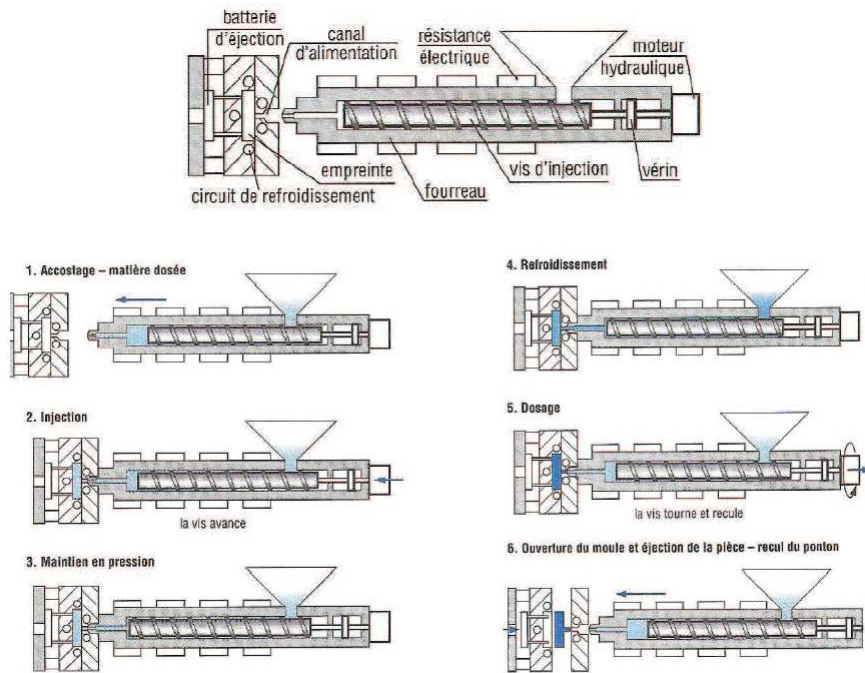 batterie
d'éjection
canal
d'alimentation
résistance
électrique
moteur
hydraulique
empreinte
circuit de refroidissement
fourreau
vis d'injection
vérin
1. Accostage – matière dosée
2. Injection
la vis avance
3. Maintien en pression
4. Refroidissement
5. Dosage
la vis tourne et recule
6. Ouverture du moule et éjection de la pièce – recul du ponton